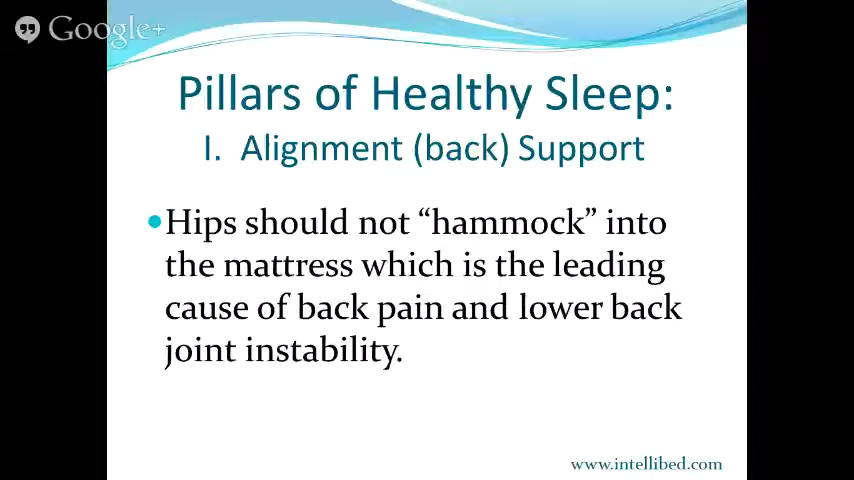 Google+
Pillars of Healthy Sleep:
I. Alignment (back) Support
•Hips should not “hammock” into
the mattress which is the leading
cause of back pain and lower back
joint instability.
www.intellibed.com